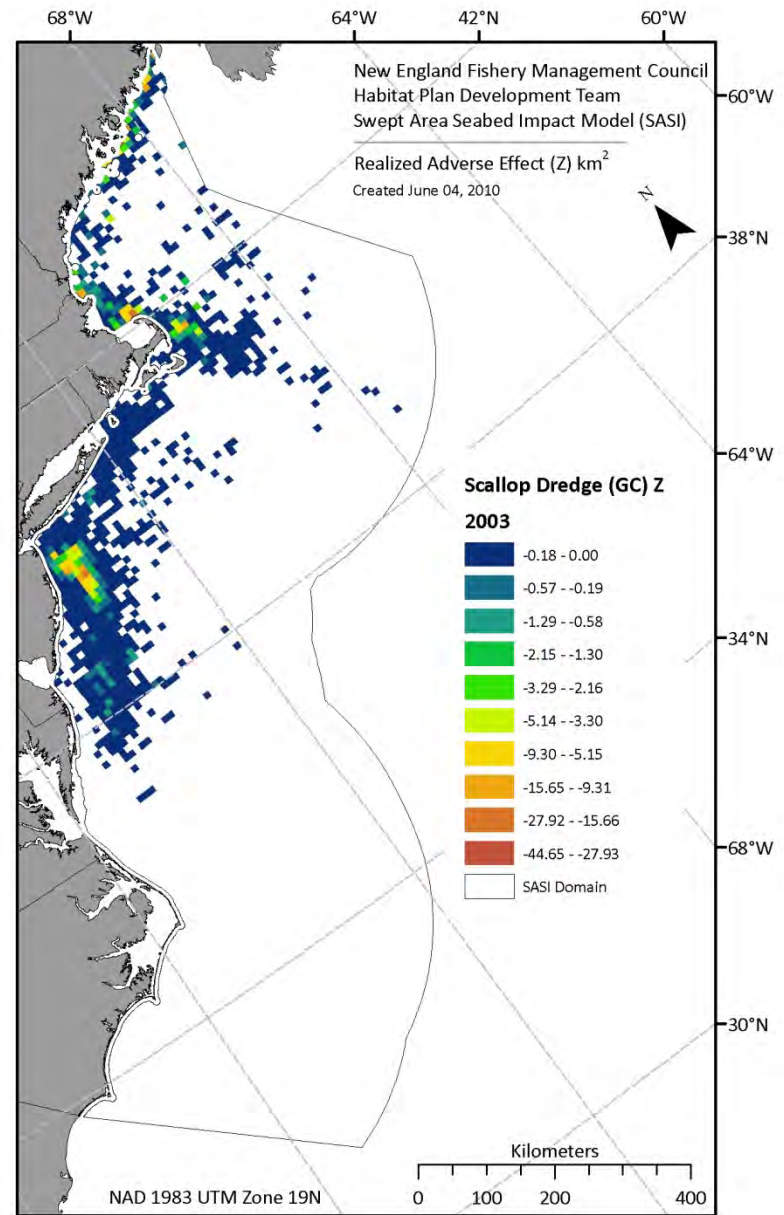 68°W 64°W 42°N 60°W
New England Fishery Management Council
Habitat Plan Development Team
Swept Area Seabed Impact Model (SASI)
Realized Adverse Effect (Z) km²
Created June 04, 2010
N
60°W
38°N
64°W
34°N
68°W
30°N
Scallop Dredge (GC) Z
2003
-0.18 - 0.00
-0.57 - -0.19
-1.29 - -0.58
-2.15 - -1.30
-3.29 - -2.16
-5.14 - -3.30
-9.30 - -5.15
-15.65 - -9.31
-27.92 - -15.66
-44.65 - -27.93
SASI Domain
Kilometers
0 100 200 400
NAD 1983 UTM Zone 19N